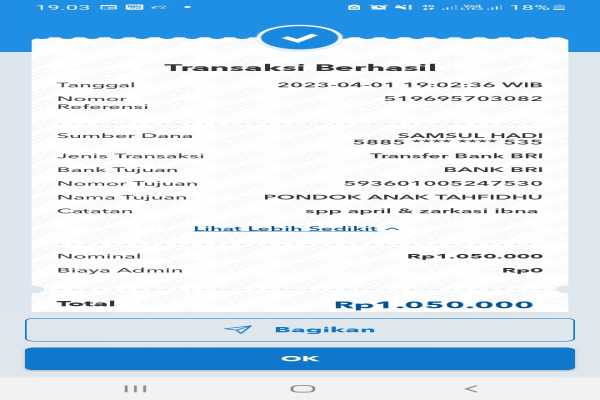 19.03 18%
Transaksi Berhasil
Tanggal 2023-04-01 19:02:36 WIB
Nomor Referensi 519695703082
Sumber Dana SAMSUL HADI
5885 **** **** 535
Jenis Transaksi Transfer Bank BRI
Bank Tujuan BANK BRI
Nomor Tujuan 593601005247530
Nama Tujuan PONDOK ANAK TAHFIDHU
Catatan spp april & zarkasi ibna
Lihat Lebih Sedikit
Nominal Rp1.050.000
Biaya Admin Rp0
Total Rp1.050.000
Bagikan
OK